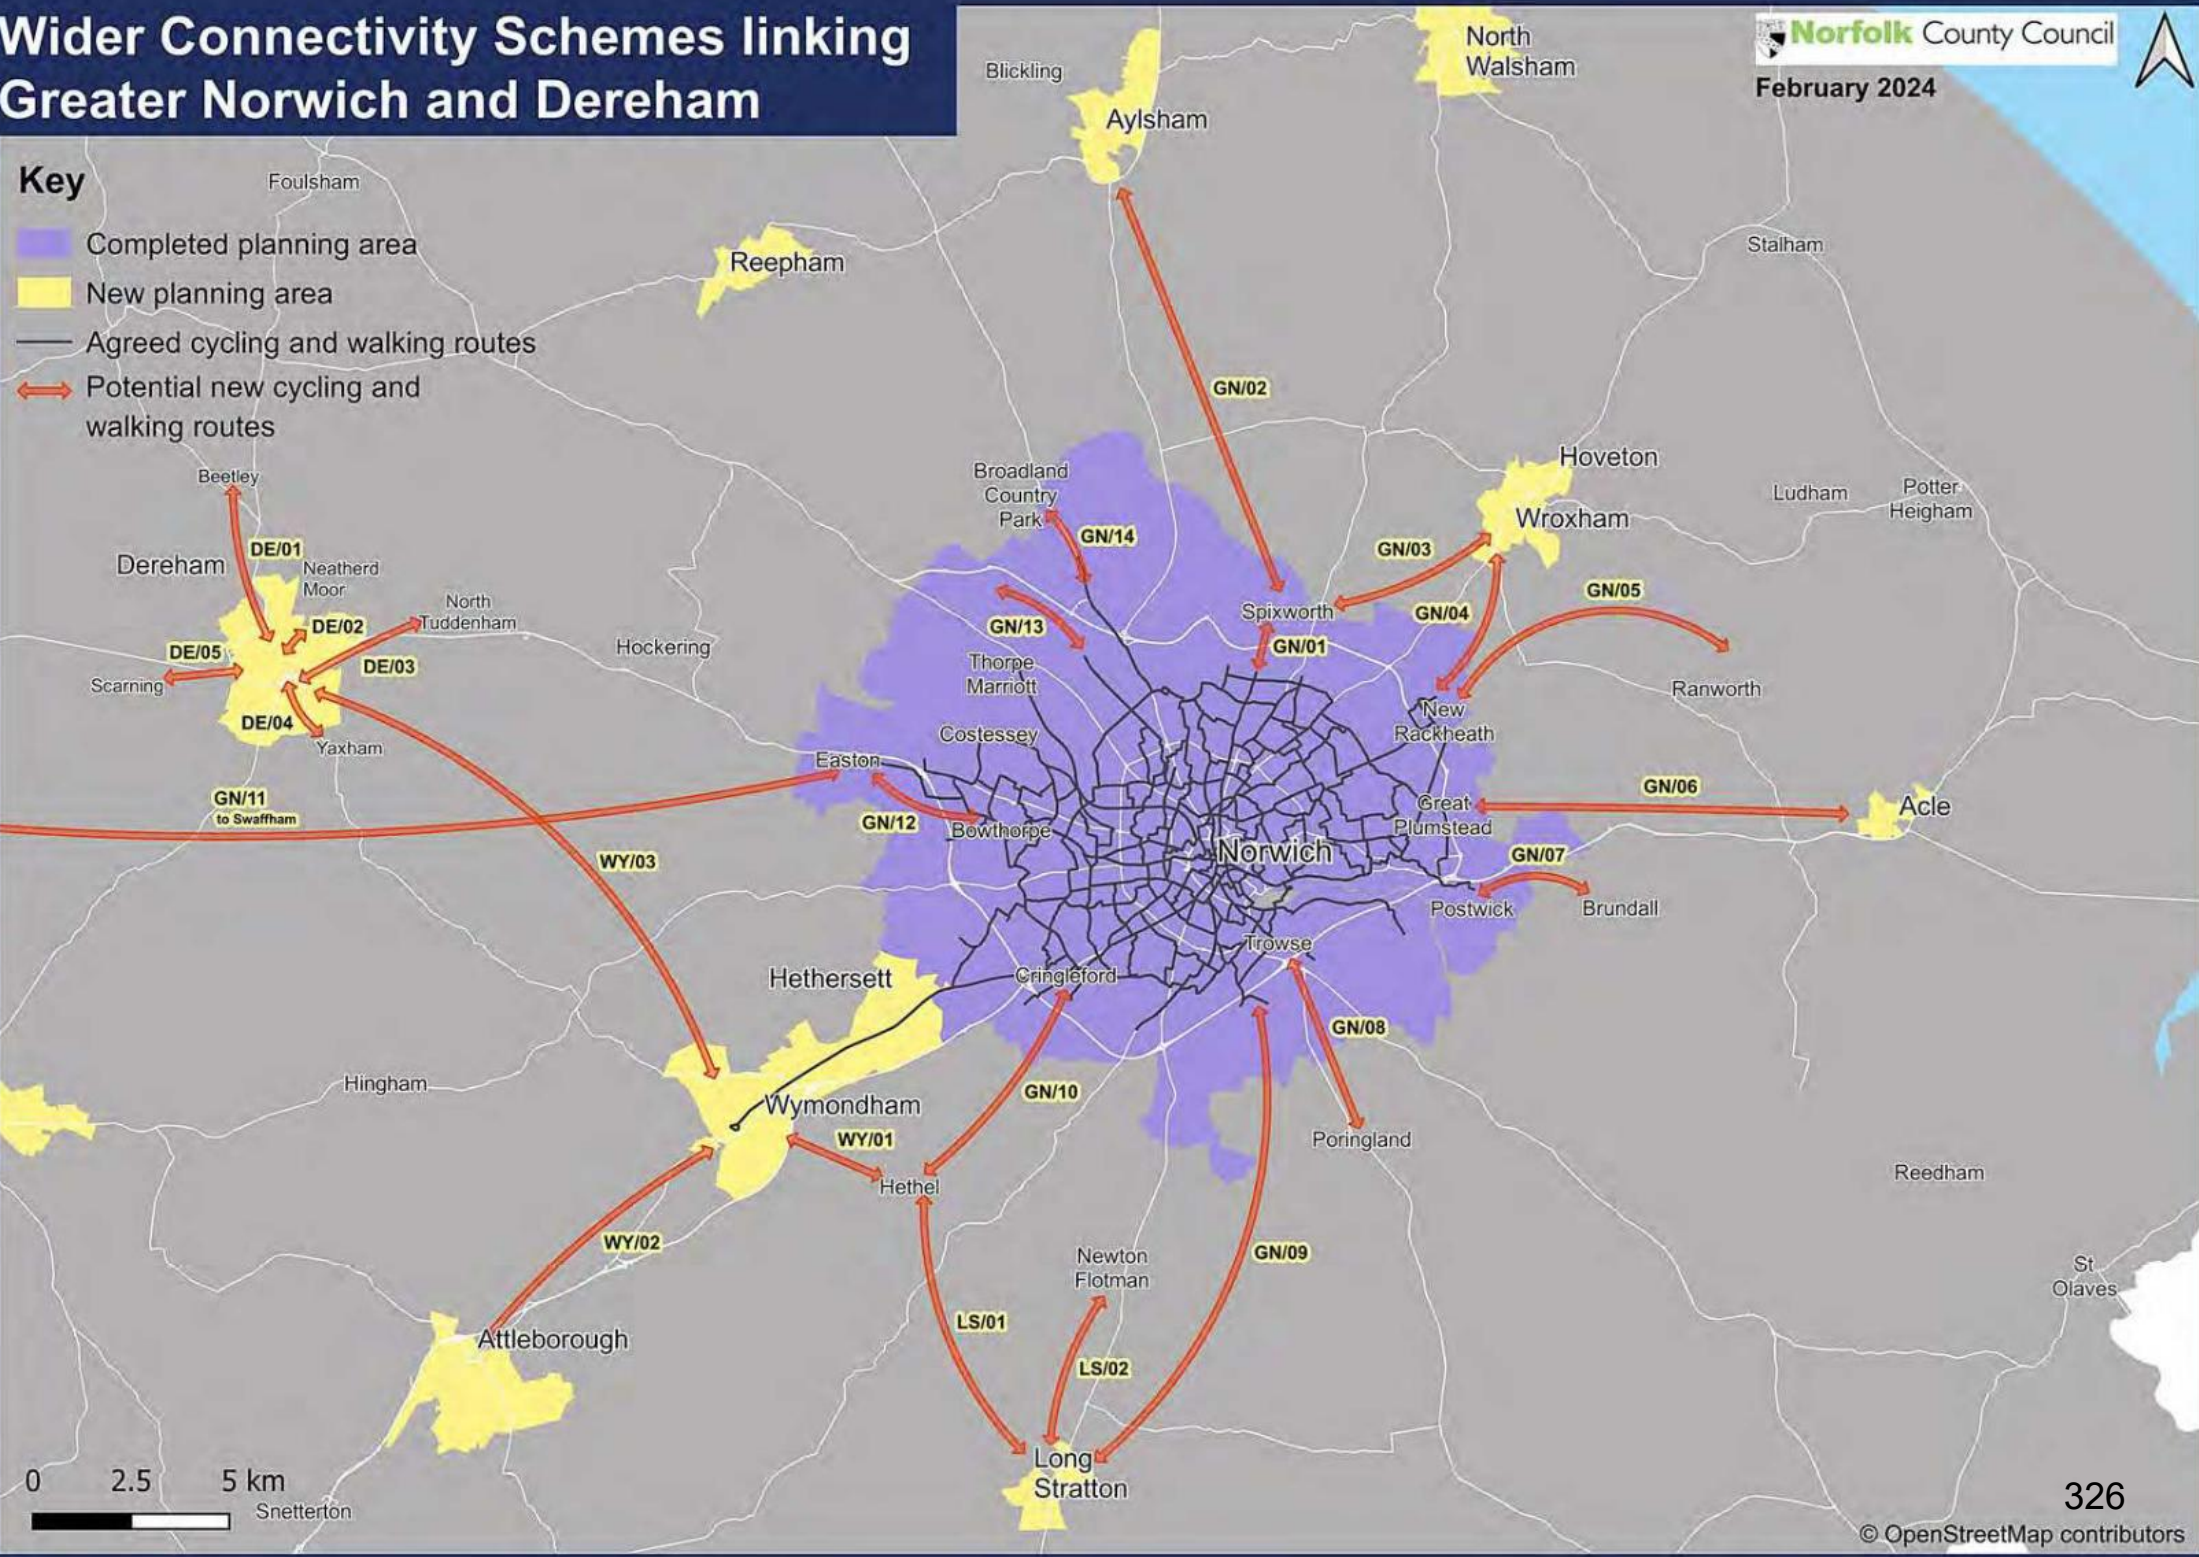 Wider Connectivity Schemes linking
Greater Norwich and Dereham
Norfolk County Council
February 2024
Key
Completed planning area
New planning area
Agreed cycling and walking routes
Potential new cycling and
walking routes
Blickling
Aylsham
North
Walsham
Foulsham
Reepham
Stalham
GN/02
Beetley
Broadland
Country
Park
Hoveton
Wroxham
Ludham
Potter
Heigham
GN/14
GN/03
DE/01
Dereham
Neatherd
Moor
North
Tuddenham
DE/02
DE/05
DE/03
Scarning
DE/04
Yaxham
Hockering
GN/13
Thorpe
Marriott
Spixworth
GN/01
GN/04
GN/05
Ranworth
New
Rackheath
Costessey
Easton
GN/11
to Swaffham
GN/12
Bowthorpe
Great
Plumstead
GN/06
Acle
Norwich
GN/07
WY/03
Postwick
Brundall
Trowse
Hethersett
Cringleford
GN/08
Hingham
GN/10
Wymondham
WY/01
Poringland
Hethel
Reedham
WY/02
Newton
Flotman
GN/09
St
Olaves
LS/01
Attleborough
LS/02
Long
Stratton
0 2.5 5 km
Snetterton
326
© OpenStreetMap contributors